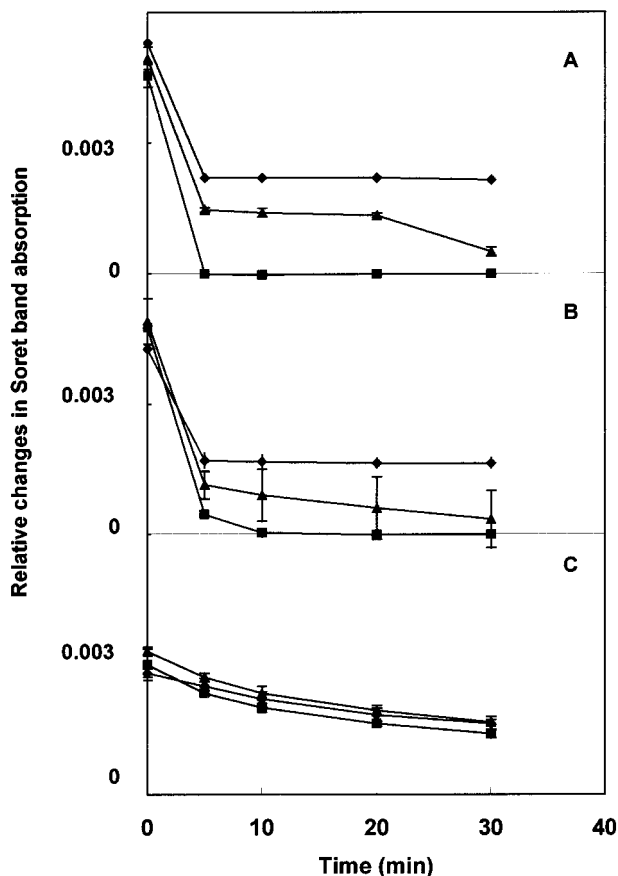 A
0.003
0
B
0.003
0
C
0.003
0
0 10 20 30 40
Time (min)
Relative changes in Soret band absorption